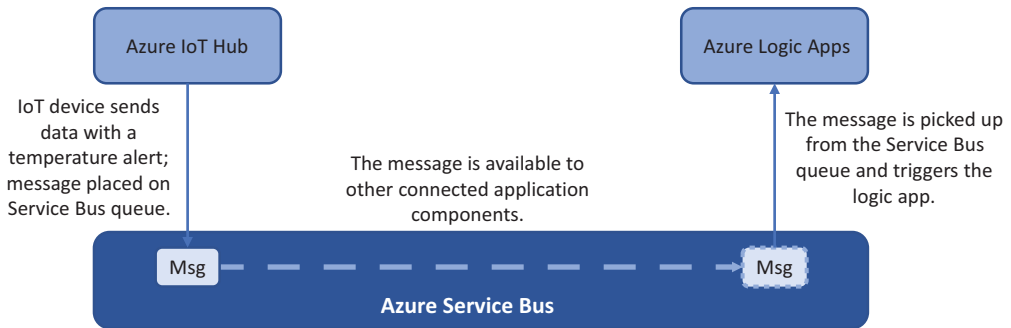 Azure IoT Hub
Azure Logic Apps
IoT device sends
data with a
temperature alert;
message placed on
Service Bus queue.
The message is available to
other connected application
components.
The message is picked up
from the Service Bus
queue and triggers the
logic app.
Msg
Msg
Azure Service Bus